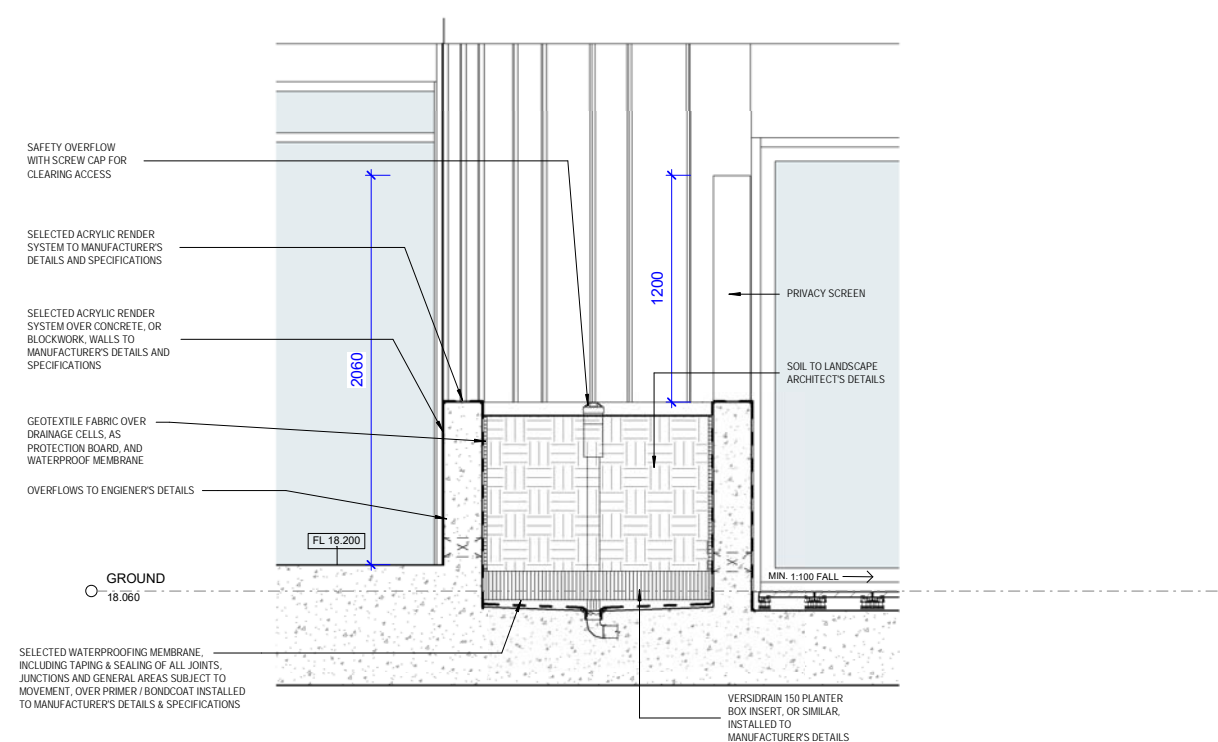 SAFETY OVERFLOW
WITH SCREW CAP FOR
CLEARING ACCESS
SELECTED ACRYLIC RENDER
SYSTEM TO MANUFACTURER'S
DETAILS AND SPECIFICATIONS
SELECTED ACRYLIC RENDER
SYSTEM OVER CONCRETE, OR
BLOCKWORK, WALLS TO
MANUFACTURER'S DETAILS AND
SPECIFICATIONS
GEOTEXTILE FABRIC OVER
DRAINAGE CELLS, AS
PROTECTION BOARD, AND
WATERPROOF MEMBRANE
OVERFLOWS TO ENGIENER'S DETAILS
2060
1200
PRIVACY SCREEN
SOIL TO LANDSCAPE
ARCHITECT'S DETAILS
FL 18.200
GROUND
18.060
MIN. 1:100 FALL
SELECTED WATERPROOFING MEMBRANE,
INCLUDING TAPING & SEALING OF ALL JOINTS,
JUNCTIONS AND GENERAL AREAS SUBJECT TO
MOVEMENT, OVER PRIMER / BONDCOAT INSTALLED
TO MANUFACTURER'S DETAILS & SPECIFICATIONS
VERSIDRAIN 150 PLANTER
BOX INSERT, OR SIMILAR,
INSTALLED TO
MANUFACTURER'S DETAILS